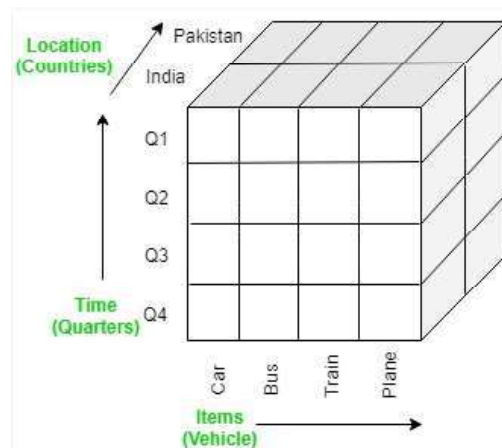 Location
(Countries)
Pakistan
India
Q1
Q2
Q3
Q4
Time
(Quarters)
Car
Bus
Train
Plane
Items
(Vehicle)